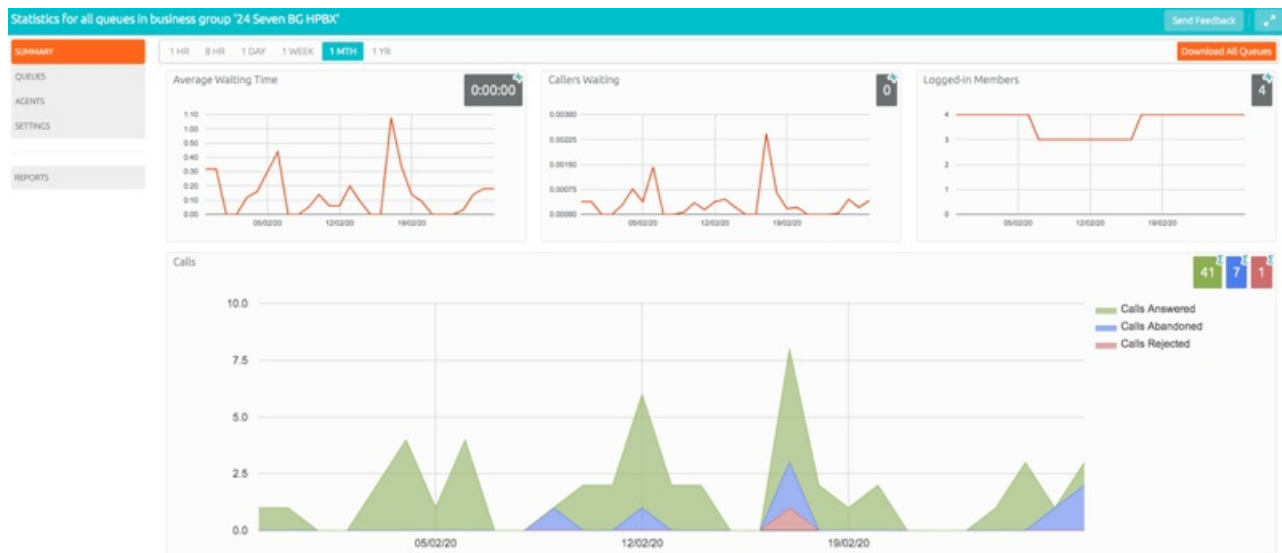 Statistics for all queues in business group '24 Seven BG HPBX'
Send Feedback
SUMMARY
QUEUES
AGENTS
SETTINGS
REPORTS
1 HR 8 HR 1 DAY 1 WEEK 1 MTH 1 YR
Download All Queues
Average Waiting Time
0:00:00
1:10
1:00
0:50
0:40
0:30
0:20
0:10
0:00
05/02/20 12/02/20 19/02/20
Callers Waiting
0
0.00300
0.00225
0.00150
0.00075
0.00000
05/02/20 12/02/20 19/02/20
Logged-in Members
4
4
3
2
1
0
05/02/20 12/02/20 19/02/20
Calls
41 Σ 7 Σ 1 Σ
10.0
7.5
5.0
2.5
0.0
05/02/20 12/02/20 19/02/20
Calls Answered
Calls Abandoned
Calls Rejected